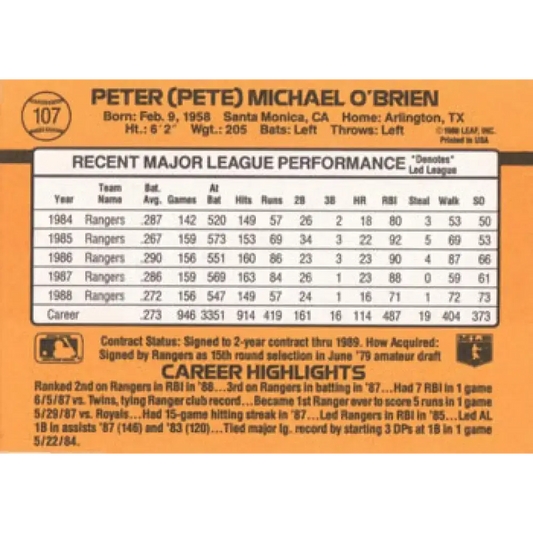 107
PETER (PETE) MICHAEL O'BRIEN
Born: Feb. 9, 1958 Santa Monica, CA Home: Arlington, TX
Ht.: 6'2" Wgt.: 205 Bats: Left Throws: Left
©1988 LEAF, INC.
Printed in USA
RECENT MAJOR LEAGUE PERFORMANCE *Denotes* Led League
Year Team Name Bat. Avg. Games At Bat Hits Runs 2B 3B HR RBI Steal Walk SO
1984 Rangers .287 142 520 149 57 26 2 18 80 3 53 50
1985 Rangers .267 159 573 153 69 34 3 22 92 5 69 53
1986 Rangers .290 156 551 160 86 23 3 23 90 4 87 66
1987 Rangers .286 159 569 163 84 26 1 23 88 0 59 61
1988 Rangers .272 156 547 149 57 24 1 16 71 1 72 73
Career .273 946 3351 914 419 161 16 114 487 19 404 373
Contract Status: Signed to 2-year contract thru 1989. How Acquired:
Signed by Rangers as 15th round selection in June '79 amateur draft
CAREER HIGHLIGHTS
Ranked 2nd on Rangers in RBI in '88...3rd on Rangers in batting in '87...Had 7 RBI in 1 game
6/5/87 vs. Twins, tying Ranger club record...Became 1st Ranger ever to score 5 runs in 1 game
5/29/87 vs. Royals...Had 15-game hitting streak in '87...Led Rangers in RBI in '85...Led AL
1B in assists '87 (146) and '83 (120)...Tied major lg. record by starting 3 DPs at 1B in 1 game
5/22/84.